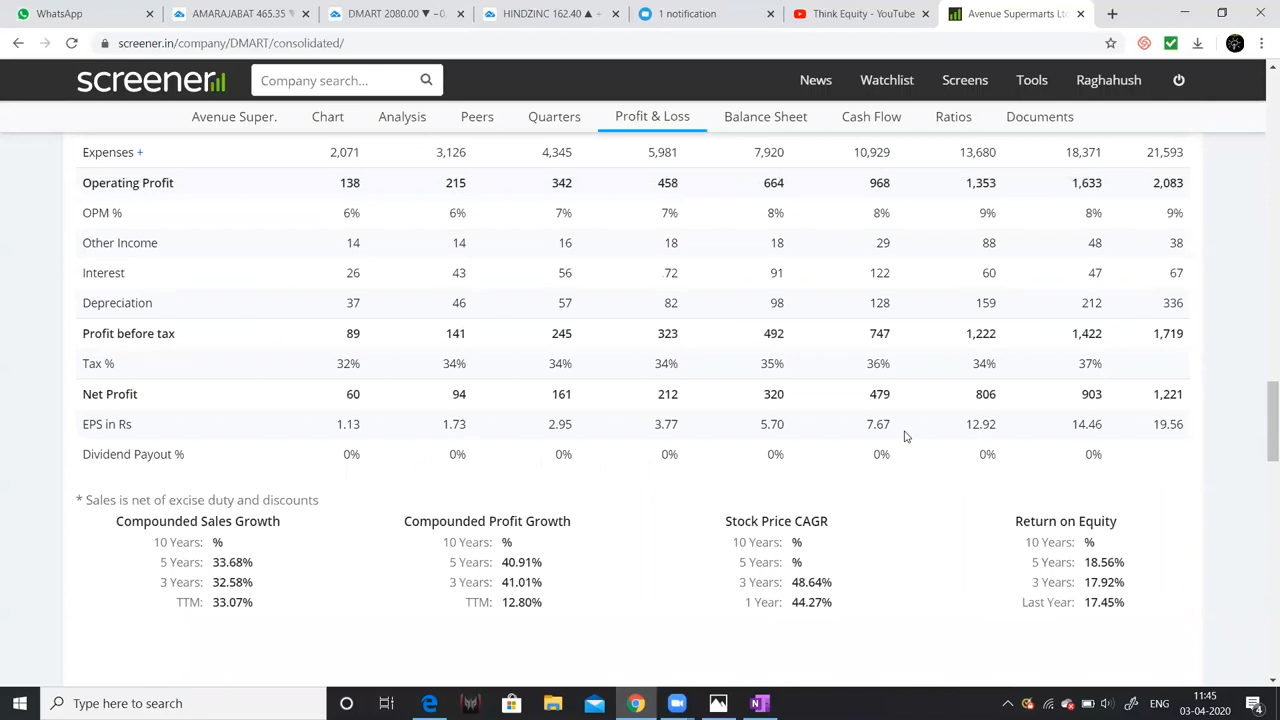 WhatsApp AMARAJABAT 465.35 DMART 2080.00 ▼ −0. HINDZINC 162.40 ▲ + 1 notification Think Equity - YouTube Avenue Supermarts Ltd
screener.in/company/DMART/consolidated/
screener Company search... News Watchlist Screens Tools Raghahush
Avenue Super. Chart Analysis Peers Quarters Profit & Loss Balance Sheet Cash Flow Ratios Documents
Expenses + 2,071 3,126 4,345 5,981 7,920 10,929 13,680 18,371 21,593
Operating Profit 138 215 342 458 664 968 1,353 1,633 2,083
OPM % 6% 6% 7% 7% 8% 8% 9% 8% 9%
Other Income 14 14 16 18 18 29 88 48 38
Interest 26 43 56 72 91 122 60 47 67
Depreciation 37 46 57 82 98 128 159 212 336
Profit before tax 89 141 245 323 492 747 1,222 1,422 1,719
Tax % 32% 34% 34% 34% 35% 36% 34% 37%
Net Profit 60 94 161 212 320 479 806 903 1,221
EPS in Rs 1.13 1.73 2.95 3.77 5.70 7.67 12.92 14.46 19.56
Dividend Payout % 0% 0% 0% 0% 0% 0% 0% 0%
* Sales is net of excise duty and discounts
Compounded Sales Growth Compounded Profit Growth Stock Price CAGR Return on Equity
10 Years: % 10 Years: % 10 Years: % 10 Years: %
5 Years: 33.68% 5 Years: 40.91% 5 Years: % 5 Years: 18.56%
3 Years: 32.58% 3 Years: 41.01% 3 Years: 48.64% 3 Years: 17.92%
TTM: 33.07% TTM: 12.80% 1 Year: 44.27% Last Year: 17.45%
Type here to search ENG 11:45
03-04-2020 4